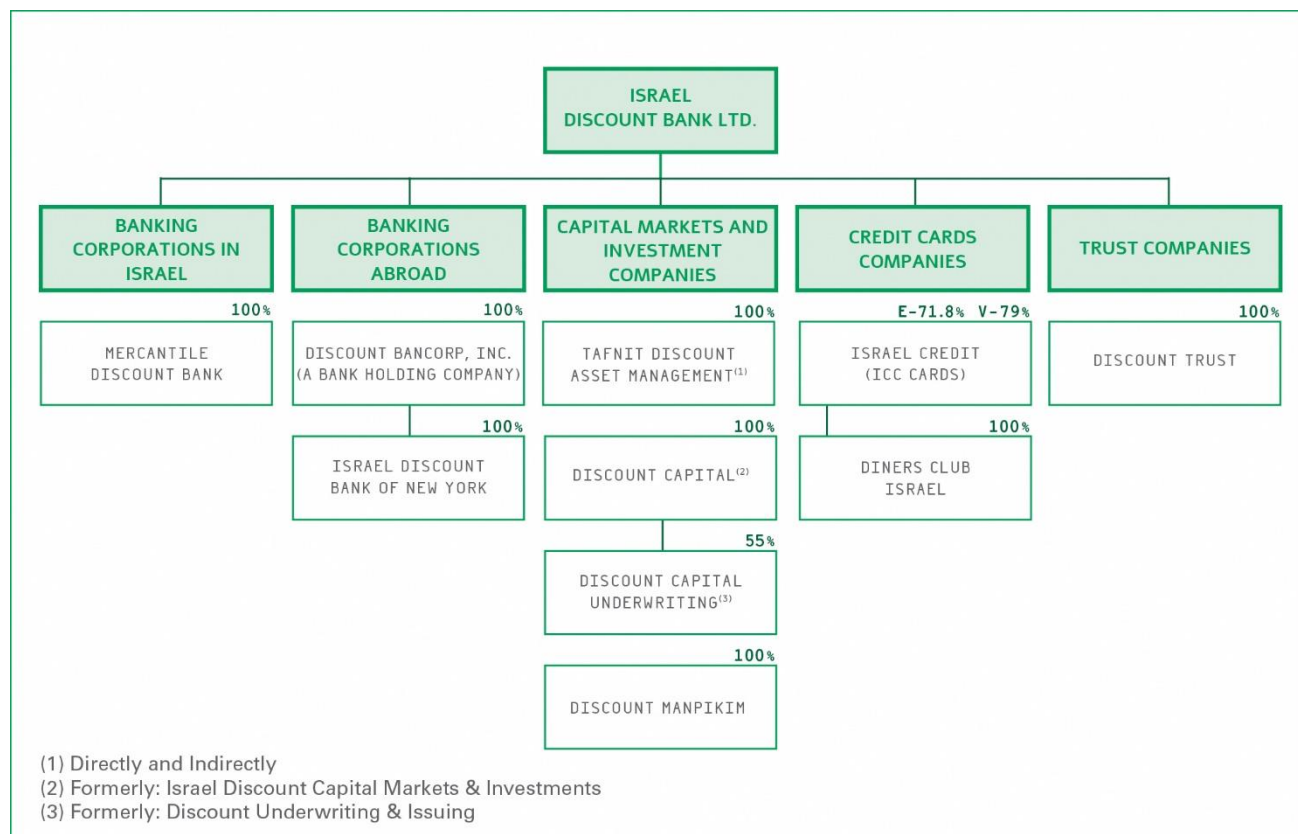 ISRAEL
DISCOUNT BANK LTD.
BANKING
CORPORATIONS IN
ISRAEL
BANKING
CORPORATIONS
ABROAD
CAPITAL MARKETS AND
INVESTMENT
COMPANIES
CREDIT CARDS
COMPANIES
TRUST COMPANIES
100%
MERCANTILE
DISCOUNT BANK
100%
DISCOUNT BANCORP, INC.
(A BANK HOLDING COMPANY)
100%
ISRAEL DISCOUNT
BANK OF NEW YORK
100%
TAFNIT DISCOUNT
ASSET MANAGEMENT(1)
100%
DISCOUNT CAPITAL(2)
55%
DISCOUNT CAPITAL
UNDERWRITING(3)
100%
DISCOUNT MANPIKIM
E-71.8% V-79%
ISRAEL CREDIT
(ICC CARDS)
100%
DINERS CLUB
ISRAEL
100%
DISCOUNT TRUST
(1) Directly and Indirectly
(2) Formerly: Israel Discount Capital Markets & Investments
(3) Formerly: Discount Underwriting & Issuing